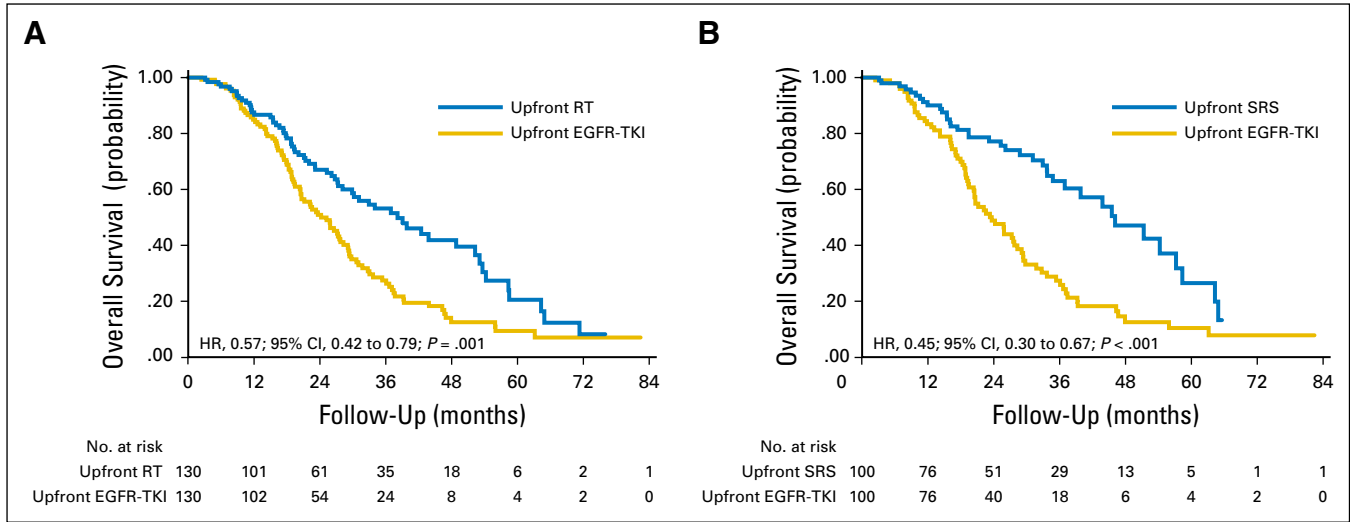 A
Overall Survival (probability)
1.00
.80
.60
.40
.20
.00
Upfront RT
Upfront EGFR-TKI
HR, 0.57; 95% CI, 0.42 to 0.79; P = .001
0 12 24 36 48 60 72 84
Follow-Up (months)
No. at risk
Upfront RT 130 101 61 35 18 6 2 1
Upfront EGFR-TKI 130 102 54 24 8 4 2 0
B
Overall Survival (probability)
1.00
.80
.60
.40
.20
.00
Upfront SRS
Upfront EGFR-TKI
HR, 0.45; 95% CI, 0.30 to 0.67; P < .001
0 12 24 36 48 60 72 84
Follow-Up (months)
No. at risk
Upfront SRS 100 76 51 29 13 5 1 1
Upfront EGFR-TKI 100 76 40 18 6 4 2 0